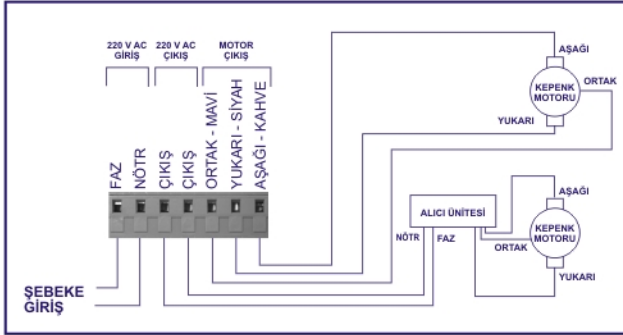 220 V AC
GİRİŞ
220 V AC
ÇIKIŞ
MOTOR
ÇIKIŞ
FAZ
NÖTR
ÇIKIŞ
ÇIKIŞ
ORTAK - MAVİ
YUKARI - SİYAH
AŞAĞI - KAHVE
ŞEBEKE
GİRİŞ
AŞAĞI
KEPENK
MOTORU
ORTAK
YUKARI
ALICI ÜNİTESİ
NÖTR
FAZ
AŞAĞI
KEPENK
MOTORU
ORTAK
YUKARI